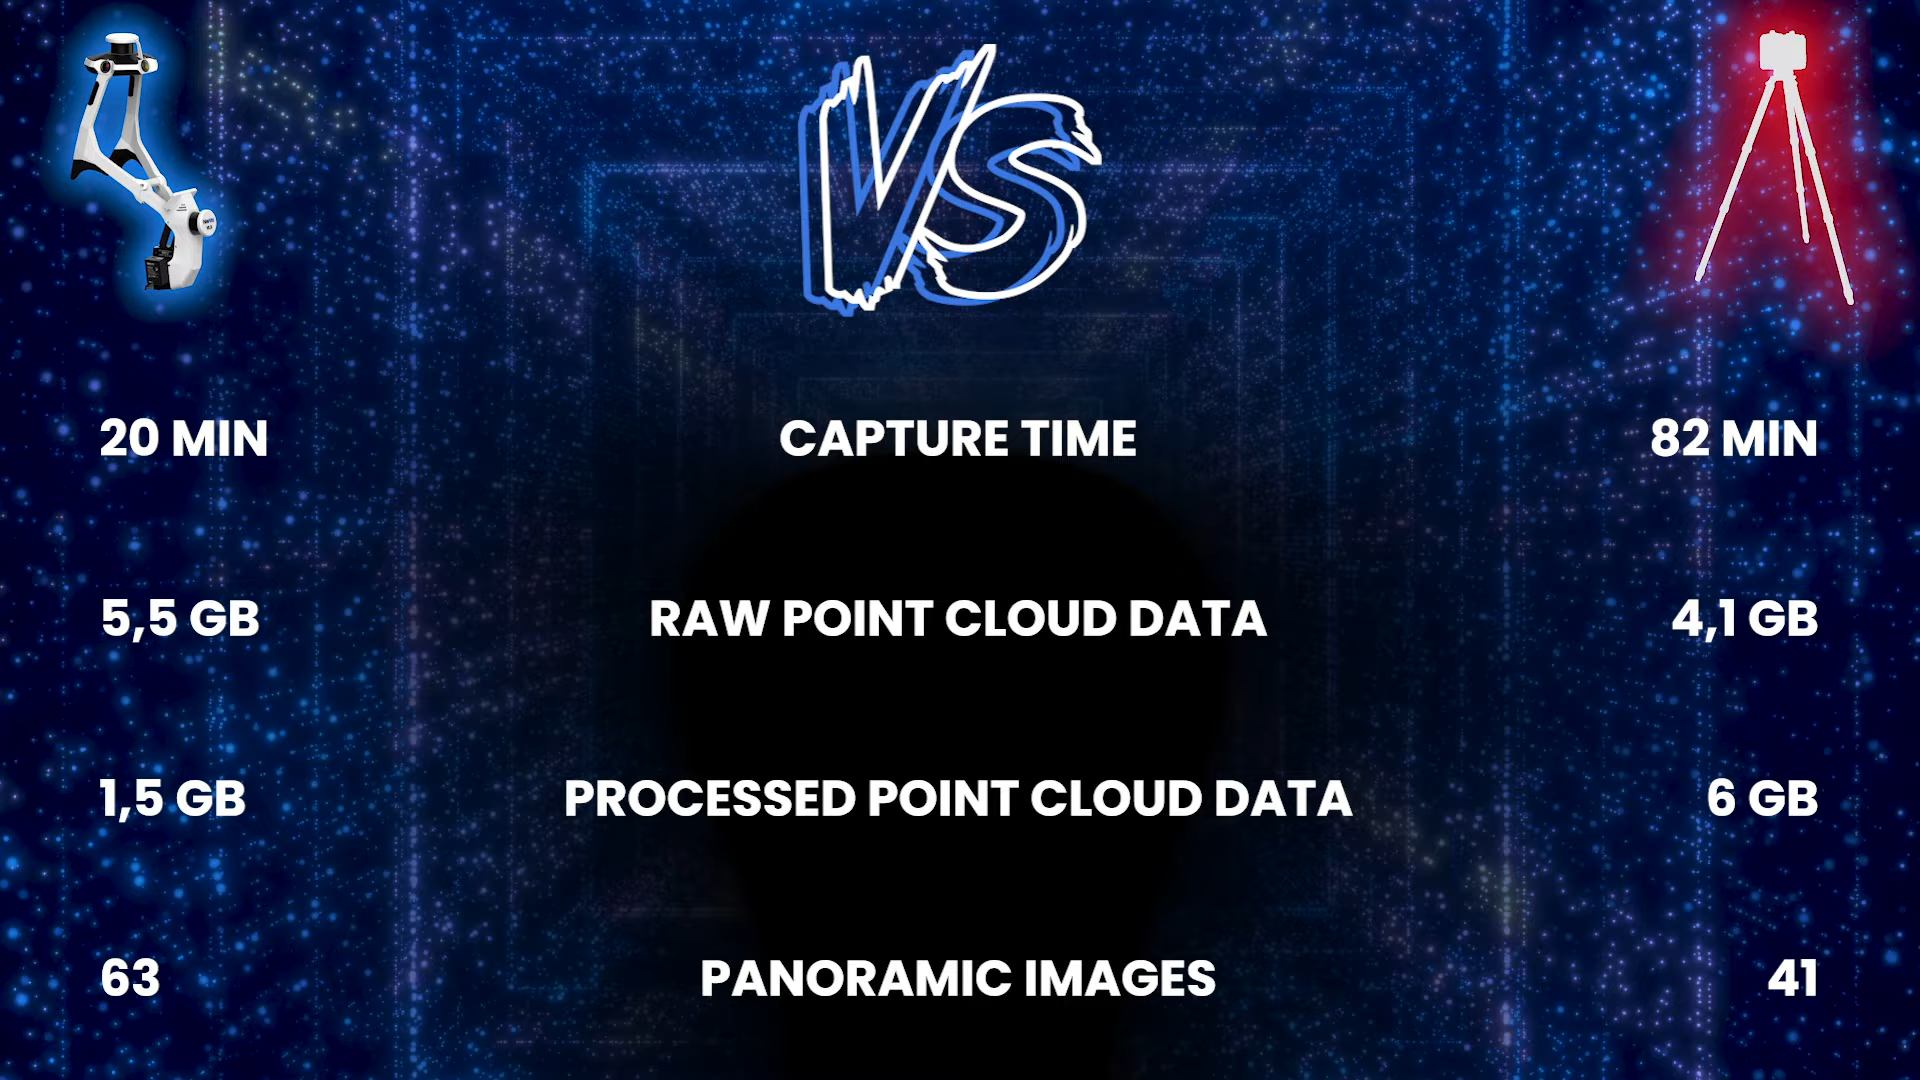 VS
20 MIN CAPTURE TIME 82 MIN
5,5 GB RAW POINT CLOUD DATA 4,1 GB
1,5 GB PROCESSED POINT CLOUD DATA 6 GB
63 PANORAMIC IMAGES 41